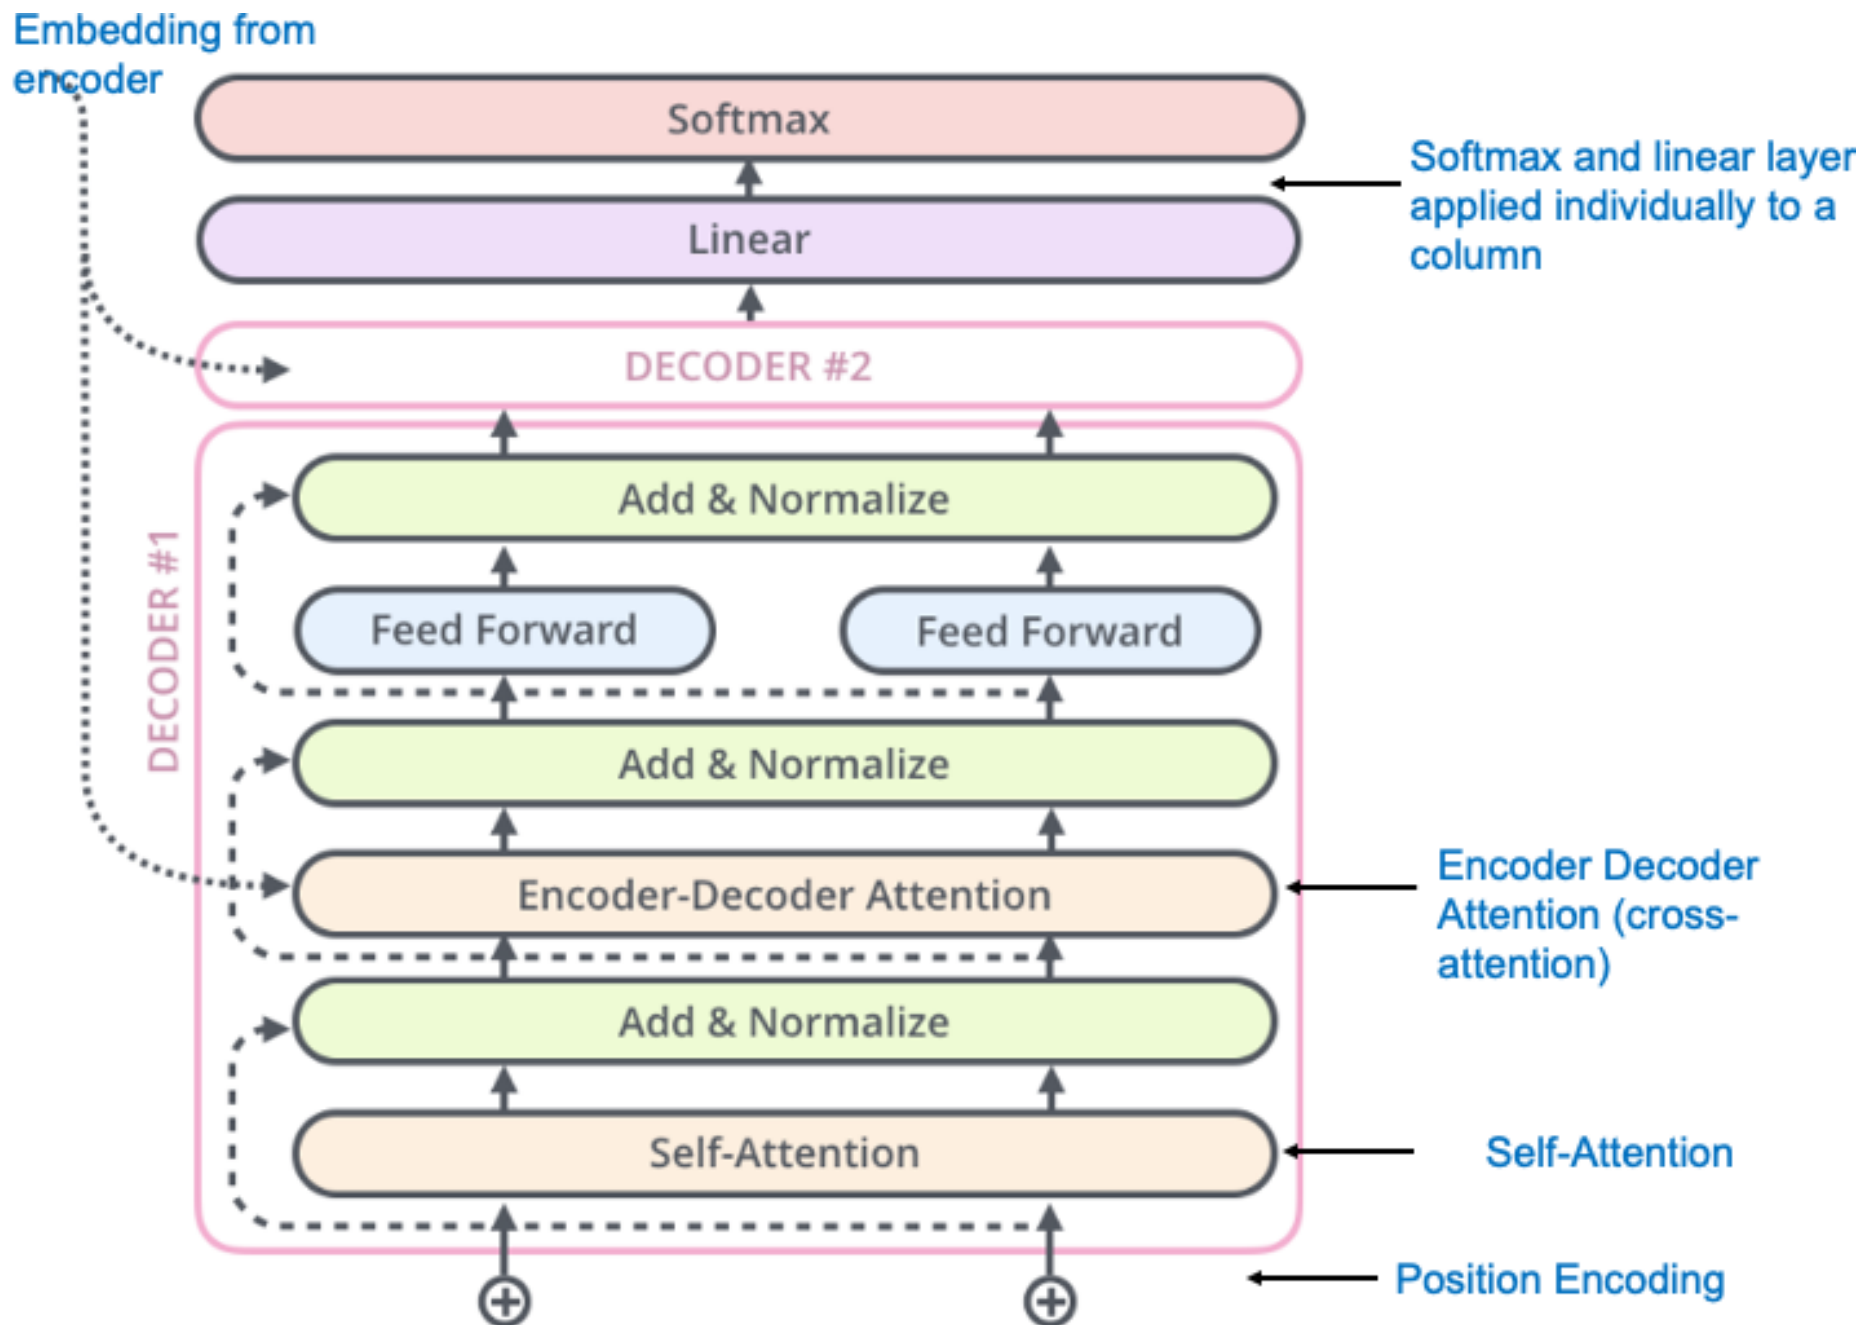 Embedding from
encoder
Softmax
Softmax and linear layer
applied individually to a
column
Linear
DECODER #2
DECODER #1
Add & Normalize
Feed Forward
Feed Forward
Add & Normalize
Encoder-Decoder Attention
Encoder Decoder
Attention (cross-
attention)
Add & Normalize
Self-Attention
Self-Attention
Position Encoding